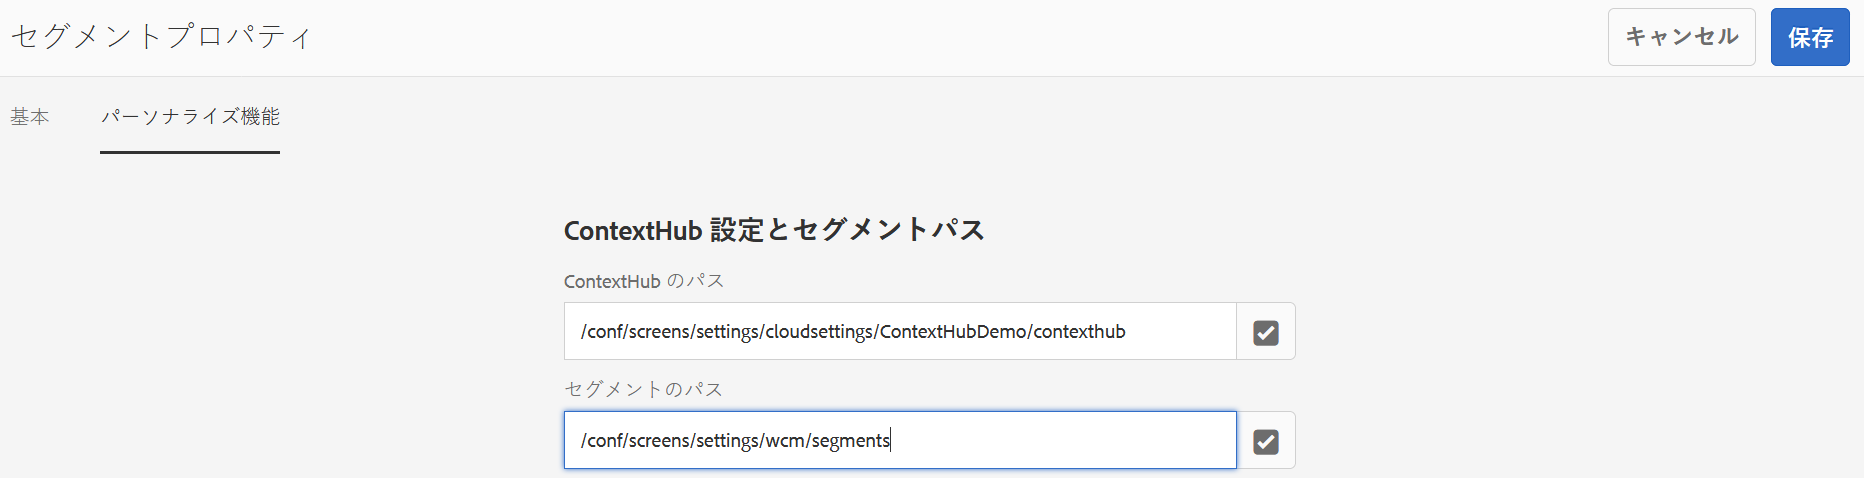 セグメントプロパティ
キャンセル
保存
基本
パーソナライズ機能
ContextHub 設定とセグメントパス
ContextHub のパス
/conf/screens/settings/cloudsettings/ContextHubDemo/contexthub
セグメントのパス
/conf/screens/settings/wcm/segments